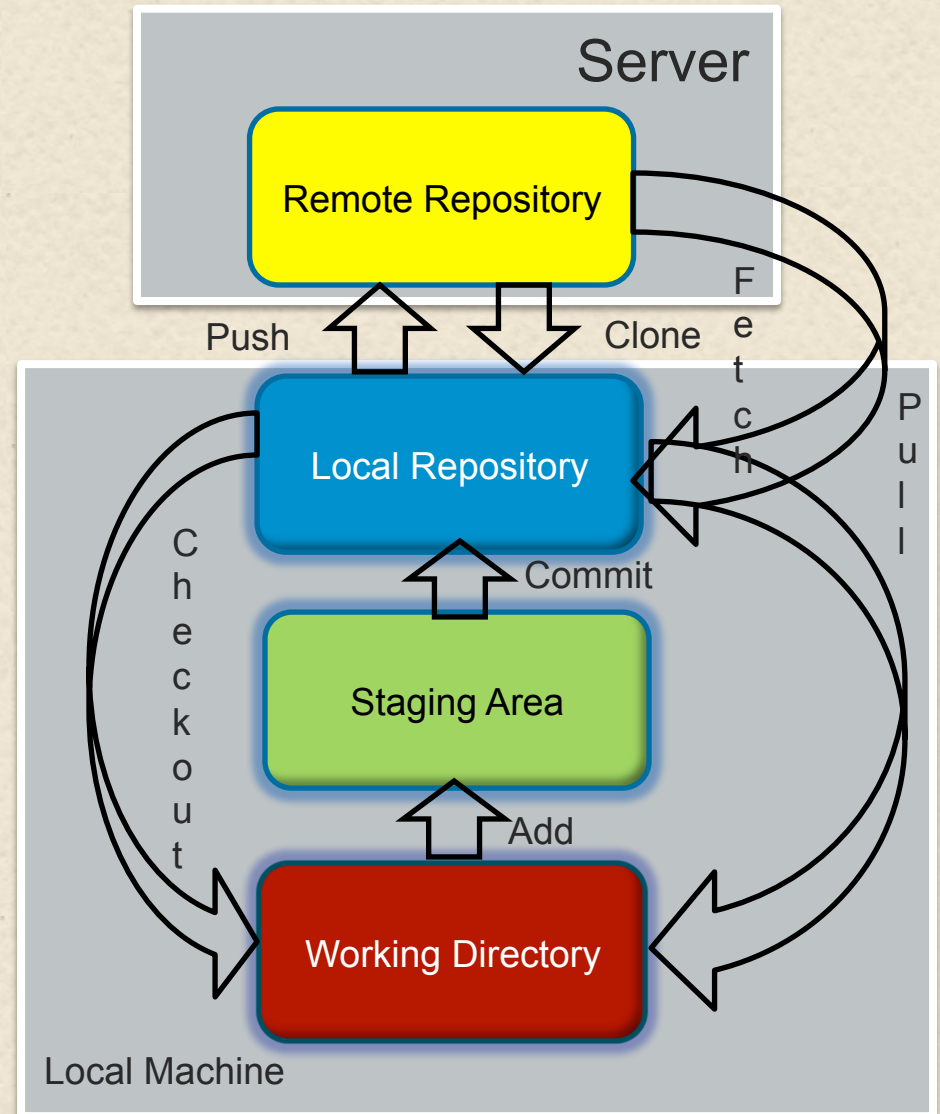 Server
Remote Repository
Push
Clone
Fetch
Pull
Local Repository
Checkout
Commit
Staging Area
Add
Working Directory
Local Machine